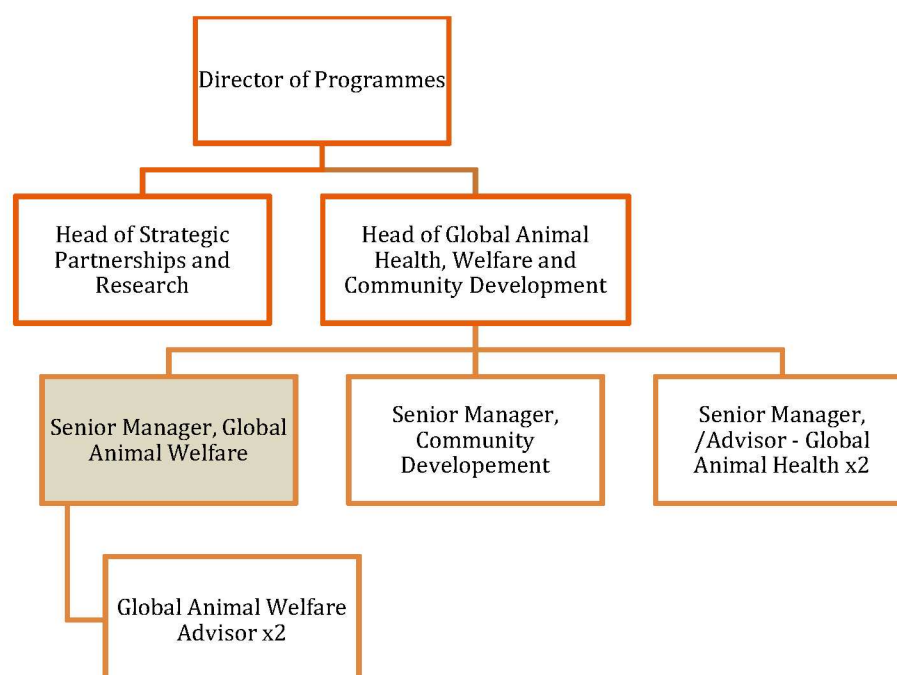 Director of Programmes
Head of Strategic
Partnerships and
Research
Head of Global Animal
Health, Welfare and
Community Development
Senior Manager, Global
Animal Welfare
Senior Manager,
Community
Developement
Senior Manager,
/Advisor - Global
Animal Health x2
Global Animal Welfare
Advisor x2